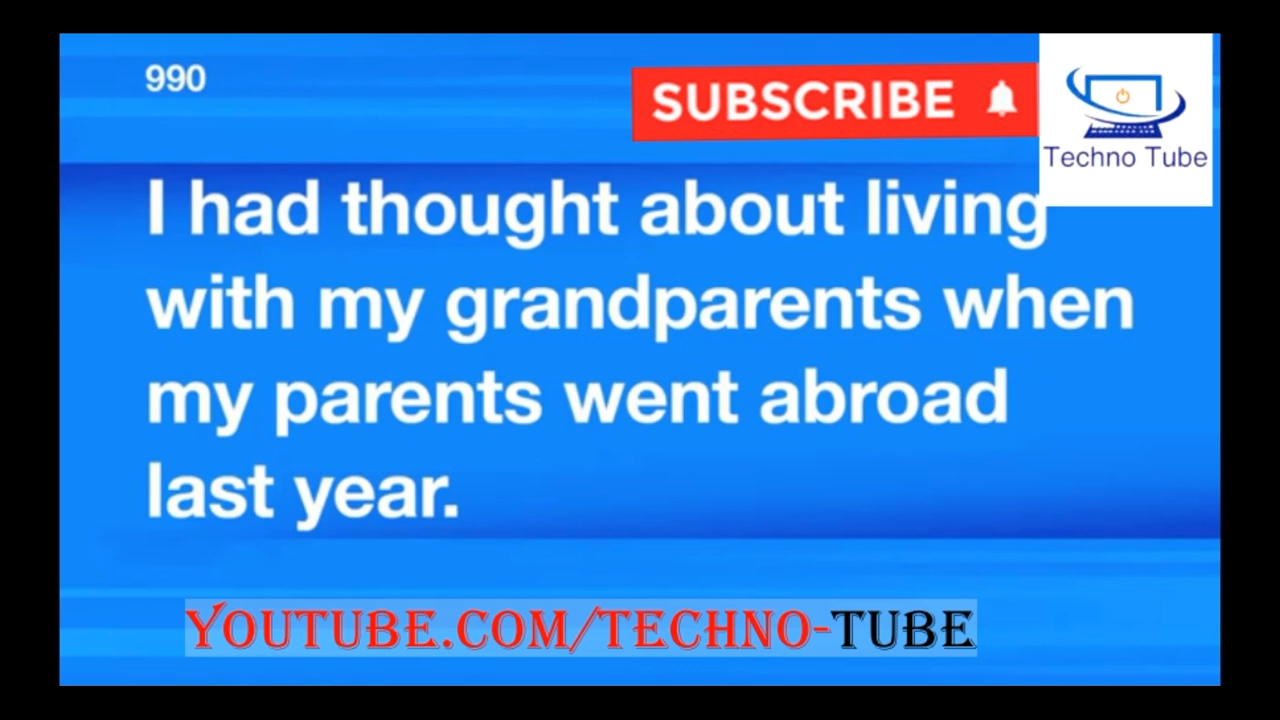 990
SUBSCRIBE
Techno Tube
I had thought about living
with my grandparents when
my parents went abroad
last year.
YOUTUBE.COM/TECHNO-TUBE